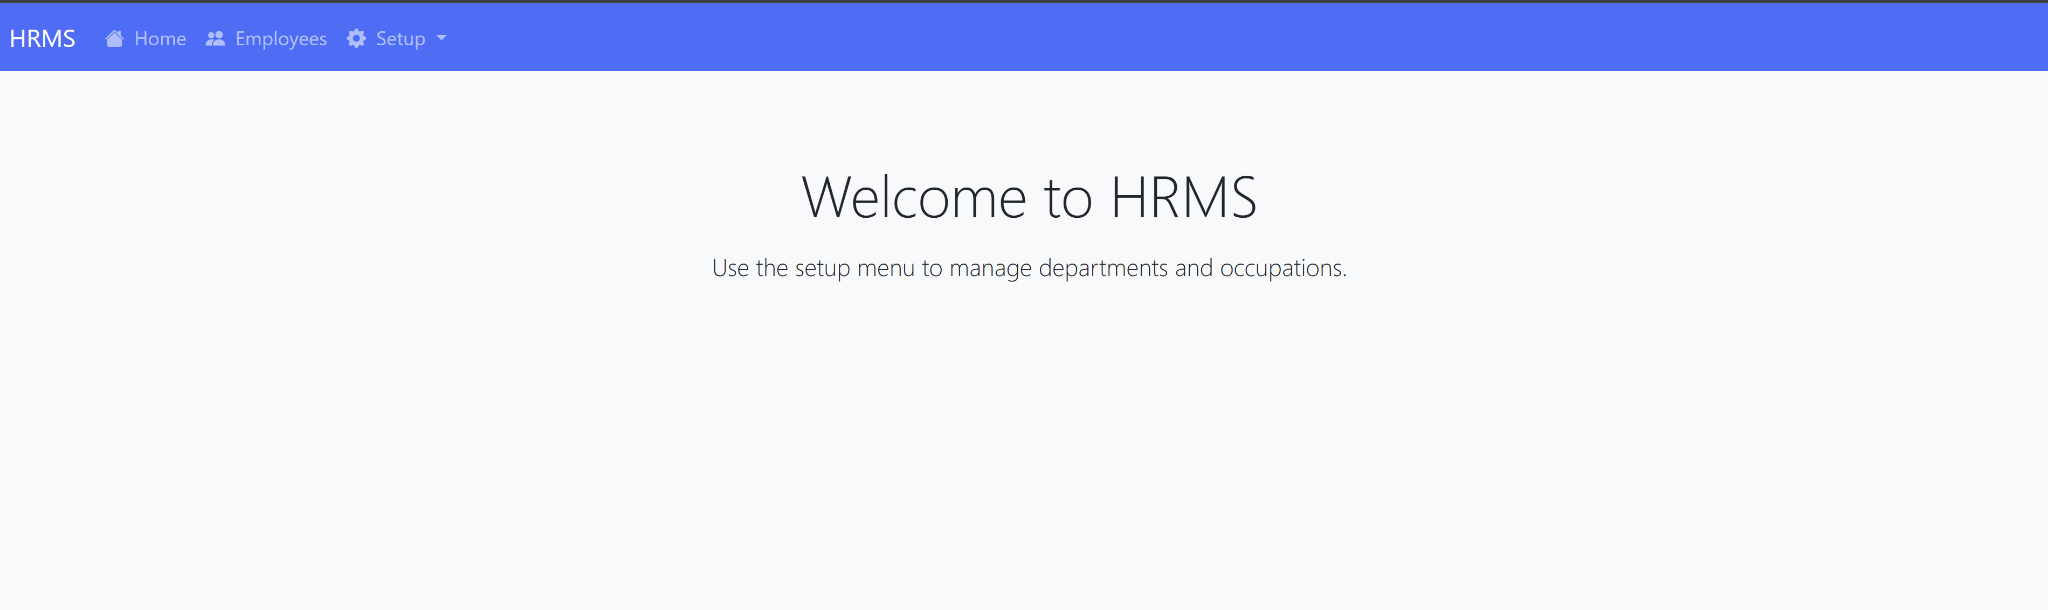 HRMS Home Employees Setup
Welcome to HRMS
Use the setup menu to manage departments and occupations.